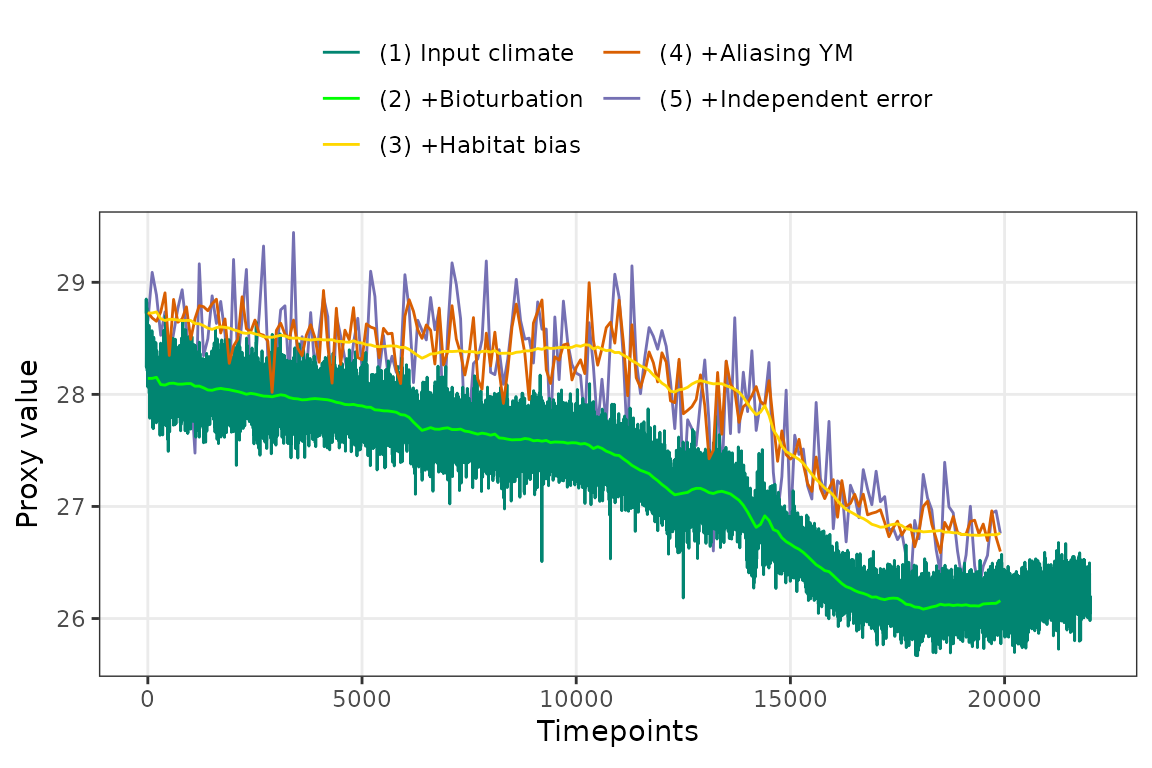 (1) Input climate (4) +Aliasing YM
(2) +Bioturbation (5) +Independent error
(3) +Habitat bias
Proxy value
29
28
27
26
0 5000 10000 15000 20000
Timepoints